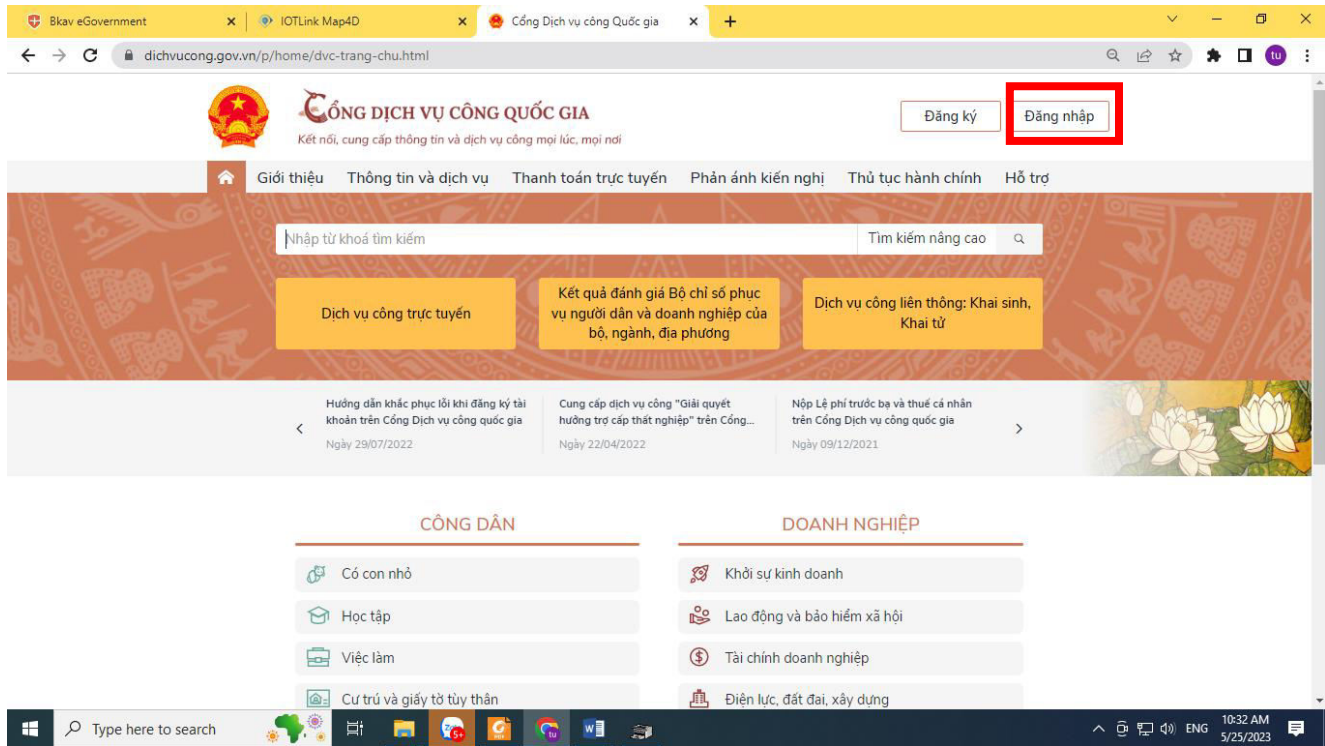 Bkav eGovernment
IOTLink Map4D
Cổng Dịch vụ công Quốc gia
dichvucong.gov.vn/p/home/dvc-trang-chu.html
tu
CỔNG DỊCH VỤ CÔNG QUỐC GIA
Kết nối, cung cấp thông tin và dịch vụ công mọi lúc, mọi nơi
Đăng ký
Đăng nhập
Giới thiệu Thông tin và dịch vụ Thanh toán trực tuyến Phản ánh kiến nghị Thủ tục hành chính Hỗ trợ
Nhập từ khoá tìm kiếm
Tìm kiếm nâng cao
Dịch vụ công trực tuyến
Kết quả đánh giá Bộ chỉ số phục
vụ người dân và doanh nghiệp của
bộ, ngành, địa phương
Dịch vụ công liên thông: Khai sinh,
Khai tử
Hướng dẫn khắc phục lỗi khi đăng ký tài
khoản trên Cổng Dịch vụ công quốc gia
Ngày 29/07/2022
Cung cấp dịch vụ công "Giải quyết
hưởng trợ cấp thất nghiệp" trên Cổng...
Ngày 22/04/2022
Nộp Lệ phí trước bạ và thuế cá nhân
trên Cổng Dịch vụ công quốc gia
Ngày 09/12/2021
CÔNG DÂN
Có con nhỏ
Học tập
Việc làm
Cư trú và giấy tờ tùy thân
DOANH NGHIỆP
Khởi sự kinh doanh
Lao động và bảo hiểm xã hội
Tài chính doanh nghiệp
Điện lực, đất đai, xây dựng
Type here to search
Zalo
5+
tu
ENG
10:32 AM
5/25/2023